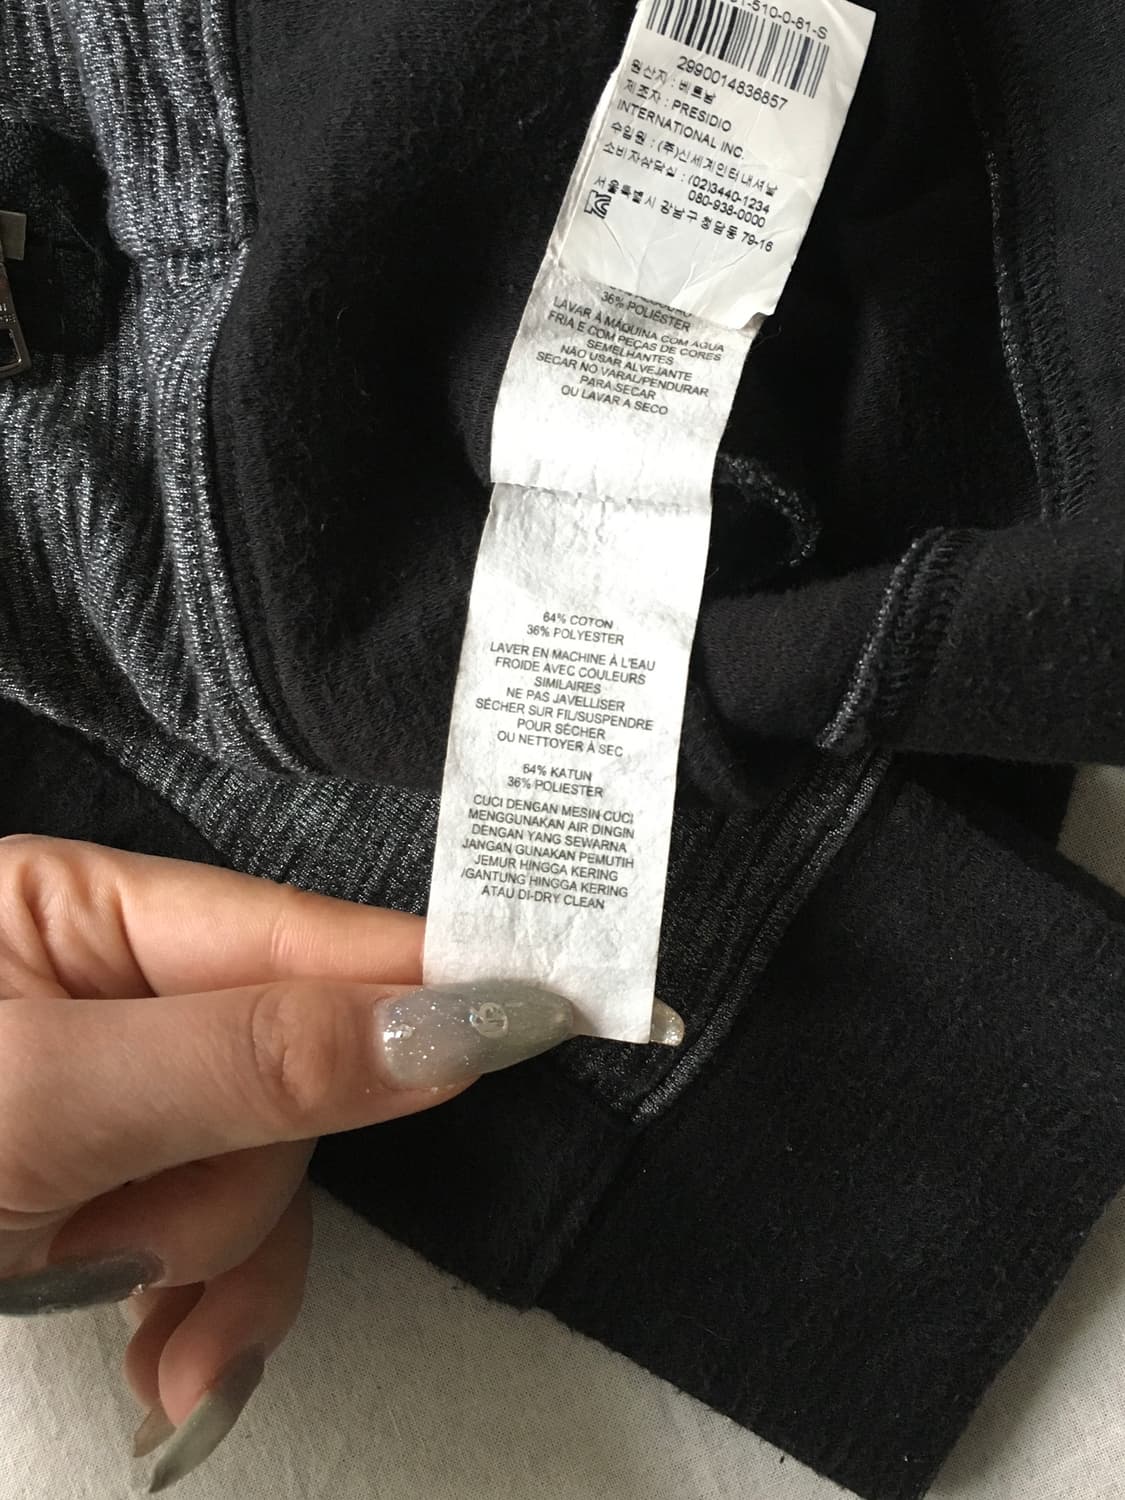 51-510-0-81-S
2990014836857
원산지 : 베트남
제조자 : PRESIDIO
INTERNATIONAL INC.
수입원 : (주)신세계인터내셔날
소비자상담실 : (02)3440-1234
080-938-0000
서울특별시 강남구 청담동 79-16
36% POLIÉSTER
LAVAR À MÁQUINA COM AGUA
FRIA E COM PEÇAS DE CORES
SEMELHANTES
NÃO USAR ALVEJANTE
SECAR NO VARAL/PENDURAR
PARA SECAR
OU LAVAR A SECO
64% COTON
36% POLYESTER
LAVER EN MACHINE À L'EAU
FROIDE AVEC COULEURS
SIMILAIRES
NE PAS JAVELLISER
SÉCHER SUR FIL/SUSPENDRE
POUR SÉCHER
OU NETTOYER À SEC
64% KATUN
36% POLIESTER
CUCI DENGAN MESIN CUCI
MENGGUNAKAN AIR DINGIN
DENGAN YANG SEWARNA
JANGAN GUNAKAN PEMUTIH
JEMUR HINGGA KERING
/GANTUNG HINGGA KERING
ATAU DI-DRY CLEAN